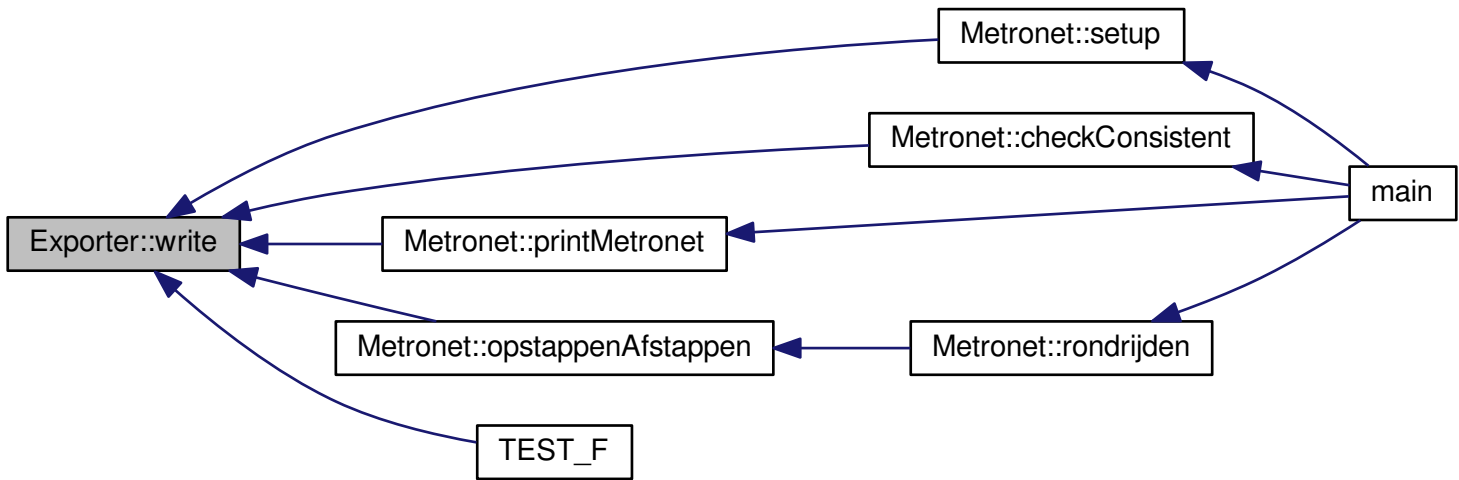 Metronet::setup
Metronet::checkConsistent
main
Exporter::write
Metronet::printMetronet
Metronet::opstappenAfstappen
Metronet::rondrijden
TEST_F